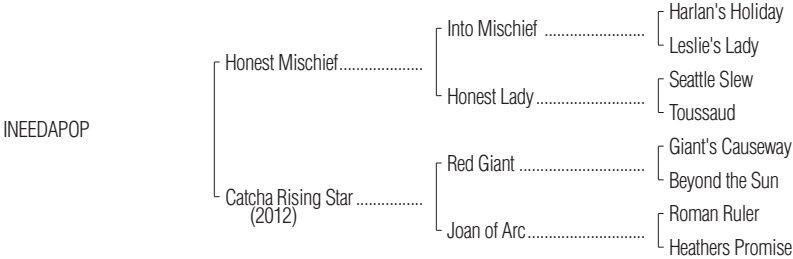 Harlan's Holiday
Into Mischief ........................
Leslie's Lady
Honest Mischief....................
Seattle Slew
Honest Lady..........................
Toussaud
INEEDAPOP
Giant's Causeway
Red Giant ..............................
Beyond the Sun
Catcha Rising Star ................
(2012)
Roman Ruler
Joan of Arc............................
Heathers Promise